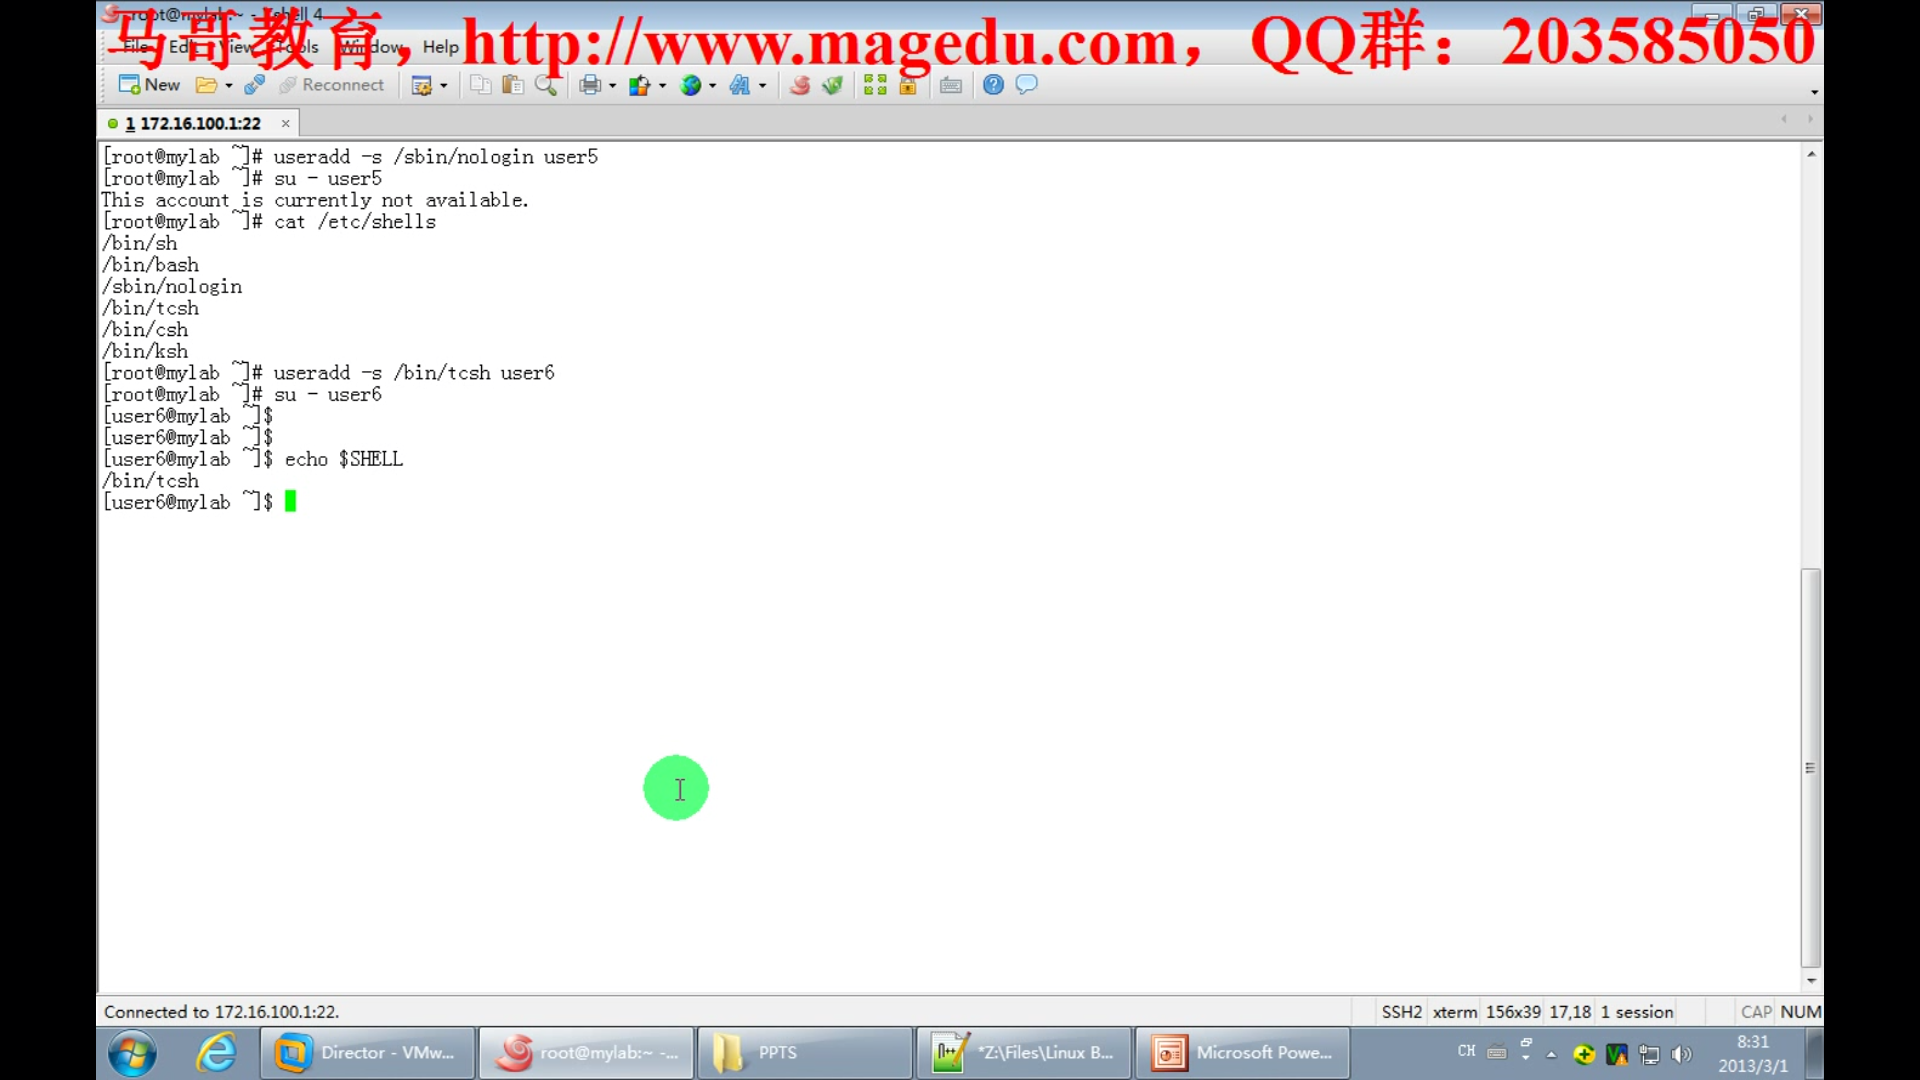 root@mylab:~ - Xshell 4
马哥教育，http://www.magedu.com，QQ群：203585050
File Edit View Tools Window Help
New Reconnect
1 172.16.100.1:22
[root@mylab ~]# useradd -s /sbin/nologin user5
[root@mylab ~]# su - user5
This account is currently not available.
[root@mylab ~]# cat /etc/shells
/bin/sh
/bin/bash
/sbin/nologin
/bin/tcsh
/bin/csh
/bin/ksh
[root@mylab ~]# useradd -s /bin/tcsh user6
[root@mylab ~]# su - user6
[user6@mylab ~]$
[user6@mylab ~]$
[user6@mylab ~]$ echo $SHELL
/bin/tcsh
[user6@mylab ~]$
Connected to 172.16.100.1:22.
SSH2 xterm 156x39 17,18 1 session CAP NUM
Director - VMw...
root@mylab:~ -...
PPTS
*Z:\Files\Linux B...
Microsoft Powe...
CH
8:31
2013/3/1